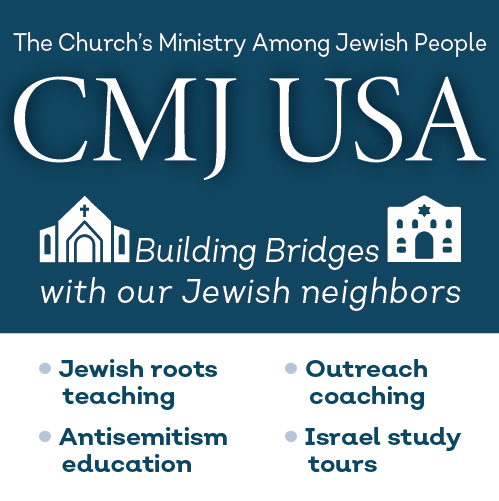 The Church's Ministry Among Jewish People
CMJ USA
Building Bridges
with our Jewish neighbors
Jewish roots
teaching
Antisemitism
education
Outreach
coaching
Israel study
tours